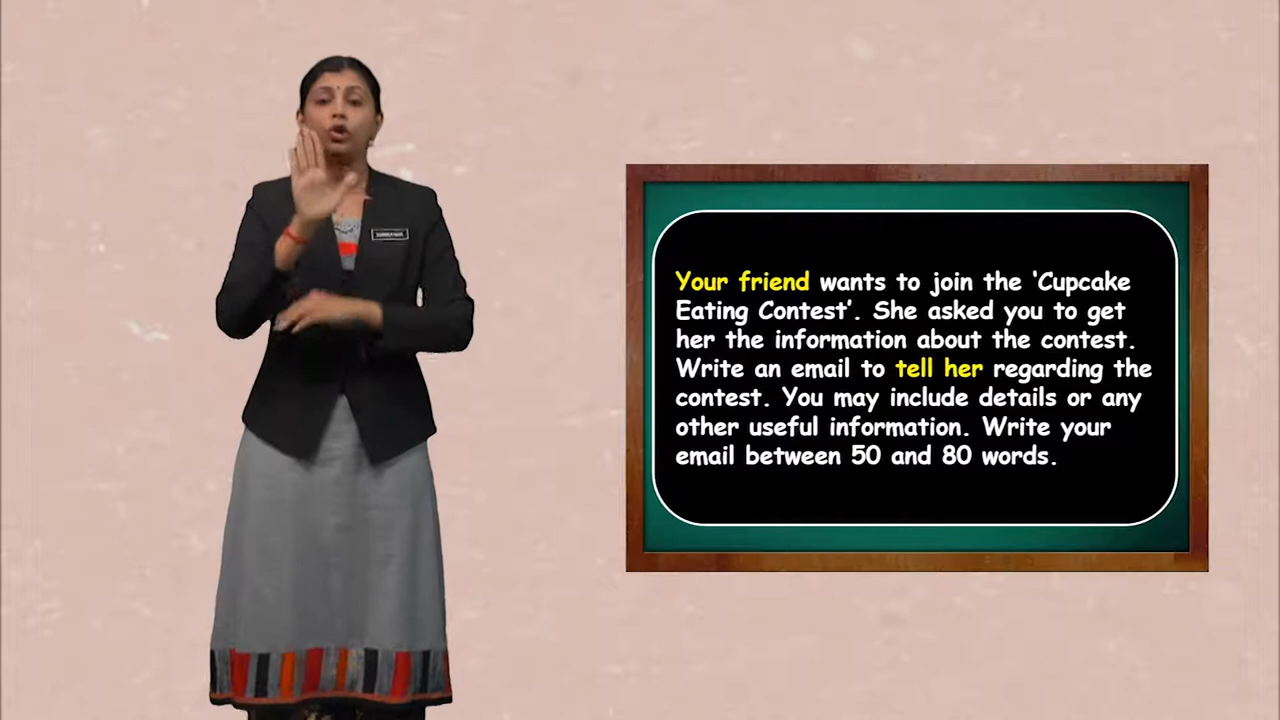 Your friend wants to join the ‘Cupcake
Eating Contest’. She asked you to get
her the information about the contest.
Write an email to tell her regarding the
contest. You may include details or any
other useful information. Write your
email between 50 and 80 words.